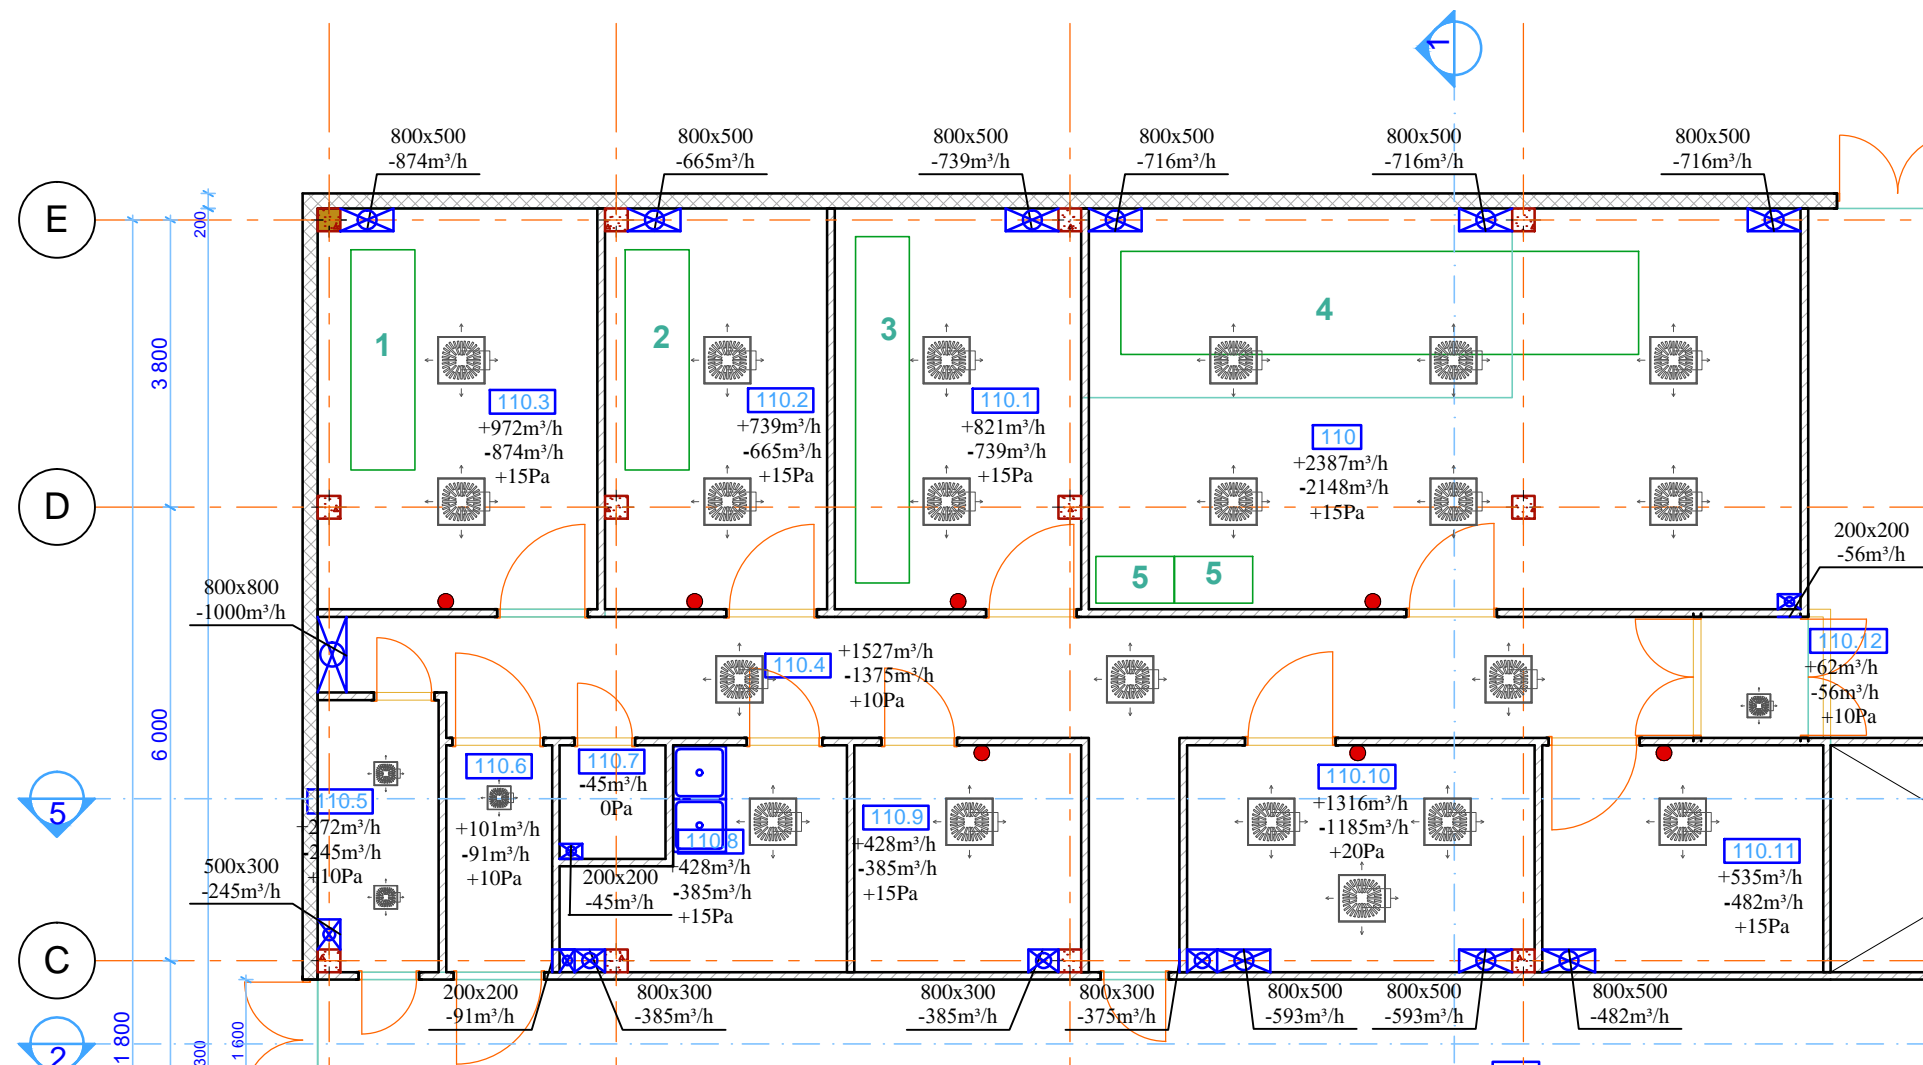 1
800x500
-874m³/h
800x500
-665m³/h
800x500
-739m³/h
800x500
-716m³/h
800x500
-716m³/h
800x500
-716m³/h
E
200
3 800
1
2
3
4
110.3
+972m³/h
-874m³/h
+15Pa
110.2
+739m³/h
-665m³/h
+15Pa
110.1
+821m³/h
-739m³/h
+15Pa
110
+2387m³/h
-2148m³/h
+15Pa
D
5
5
200x200
-56m³/h
800x800
-1000m³/h
110.4
+1527m³/h
-1375m³/h
+10Pa
110.12
+62m³/h
-56m³/h
+10Pa
6 000
5
110.5
+272m³/h
-245m³/h
+10Pa
110.6
+101m³/h
-91m³/h
+10Pa
110.7
-45m³/h
0Pa
110.8
+428m³/h
-385m³/h
+15Pa
110.9
+428m³/h
-385m³/h
+15Pa
110.10
+1316m³/h
-1185m³/h
+20Pa
110.11
+535m³/h
-482m³/h
+15Pa
500x300
-245m³/h
200x200
-45m³/h
C
200x200
-91m³/h
800x300
-385m³/h
800x300
-385m³/h
800x300
-375m³/h
800x500
-593m³/h
800x500
-593m³/h
800x500
-482m³/h
2
1 800
300
1 600